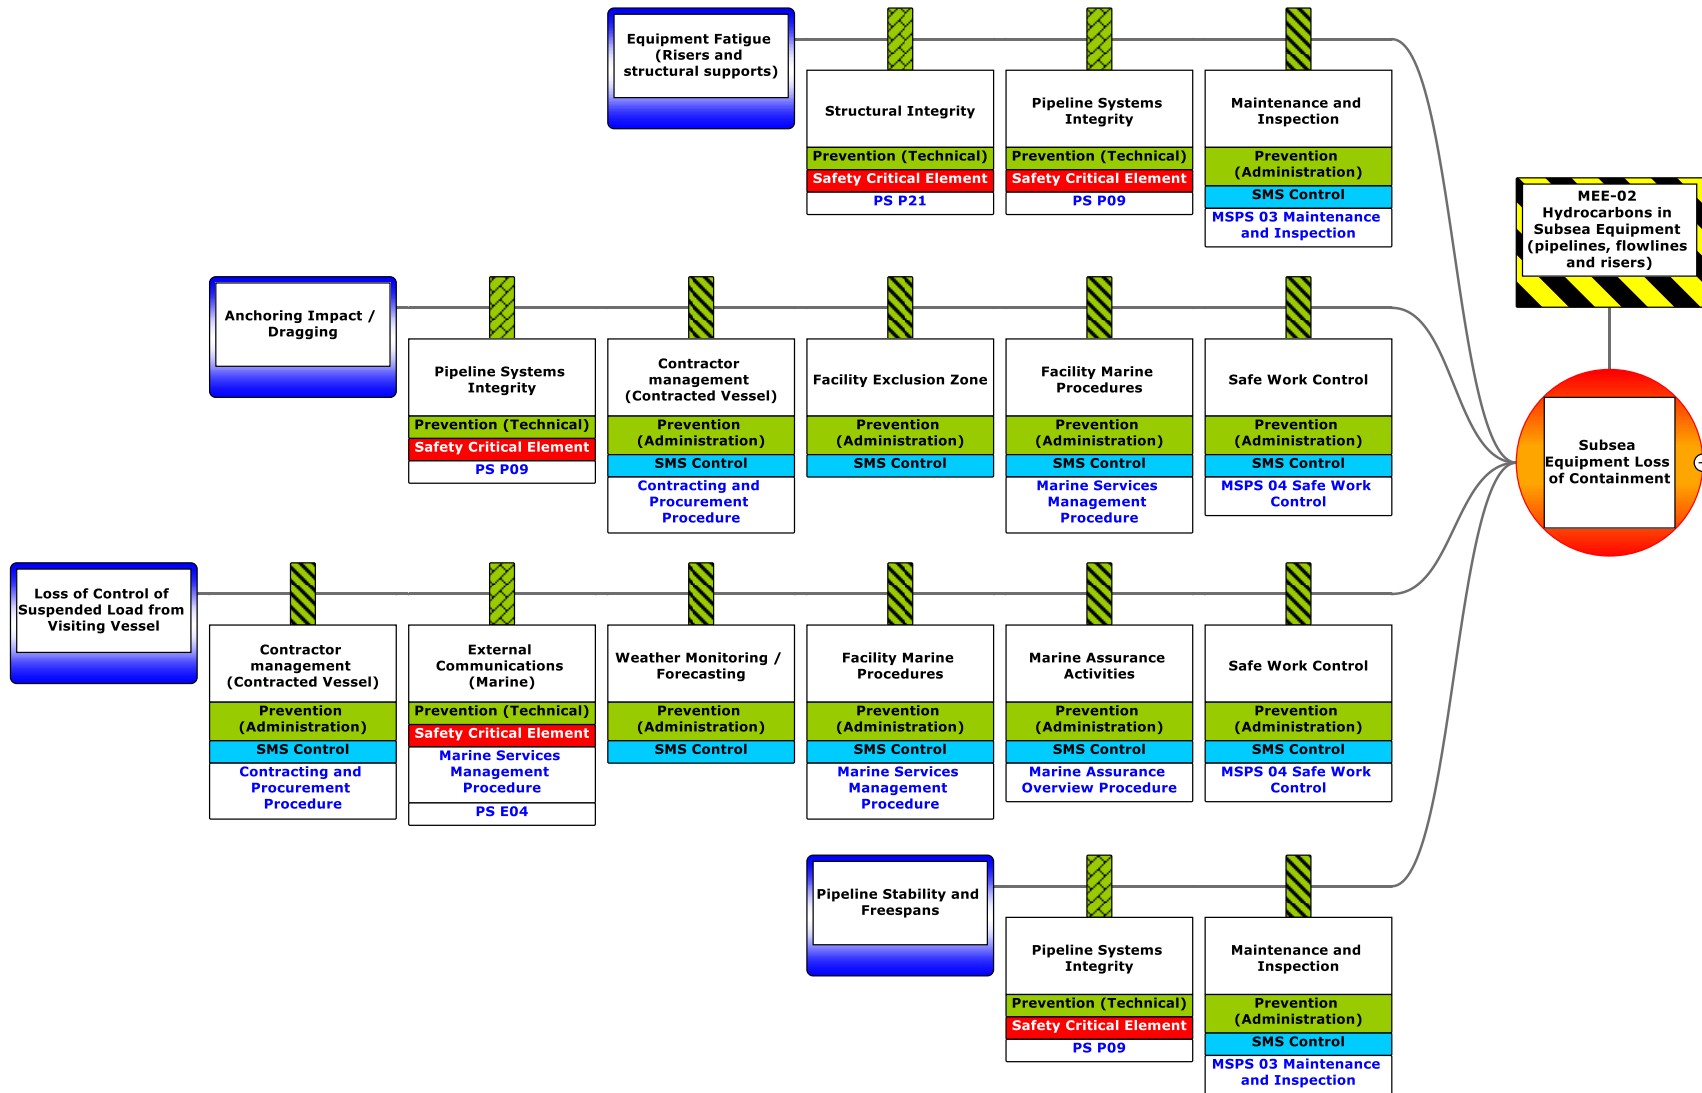 Equipment Fatigue
(Risers and
structural supports)
Structural Integrity
Prevention (Technical)
Safety Critical Element
PS P21
Pipeline Systems
Integrity
Prevention (Technical)
Safety Critical Element
PS P09
Maintenance and
Inspection
Prevention
(Administration)
SMS Control
MSPS 03 Maintenance
and Inspection
MEE-02
Hydrocarbons in
Subsea Equipment
(pipelines, flowlines
and risers)
Subsea
Equipment Loss
of Containment
Anchoring Impact /
Dragging
Pipeline Systems
Integrity
Prevention (Technical)
Safety Critical Element
PS P09
Contractor
management
(Contracted Vessel)
Prevention
(Administration)
SMS Control
Contracting and
Procurement
Procedure
Facility Exclusion Zone
Prevention
(Administration)
SMS Control
Facility Marine
Procedures
Prevention
(Administration)
SMS Control
Marine Services
Management
Procedure
Safe Work Control
Prevention
(Administration)
SMS Control
MSPS 04 Safe Work
Control
Loss of Control of
Suspended Load from
Visiting Vessel
Contractor
management
(Contracted Vessel)
Prevention
(Administration)
SMS Control
Contracting and
Procurement
Procedure
External
Communications
(Marine)
Prevention (Technical)
Safety Critical Element
Marine Services
Management
Procedure
PS E04
Weather Monitoring /
Forecasting
Prevention
(Administration)
SMS Control
Facility Marine
Procedures
Prevention
(Administration)
SMS Control
Marine Services
Management
Procedure
Marine Assurance
Activities
Prevention
(Administration)
SMS Control
Marine Assurance
Overview Procedure
Safe Work Control
Prevention
(Administration)
SMS Control
MSPS 04 Safe Work
Control
Pipeline Stability and
Freespans
Pipeline Systems
Integrity
Prevention (Technical)
Safety Critical Element
PS P09
Maintenance and
Inspection
Prevention
(Administration)
SMS Control
MSPS 03 Maintenance
and Inspection